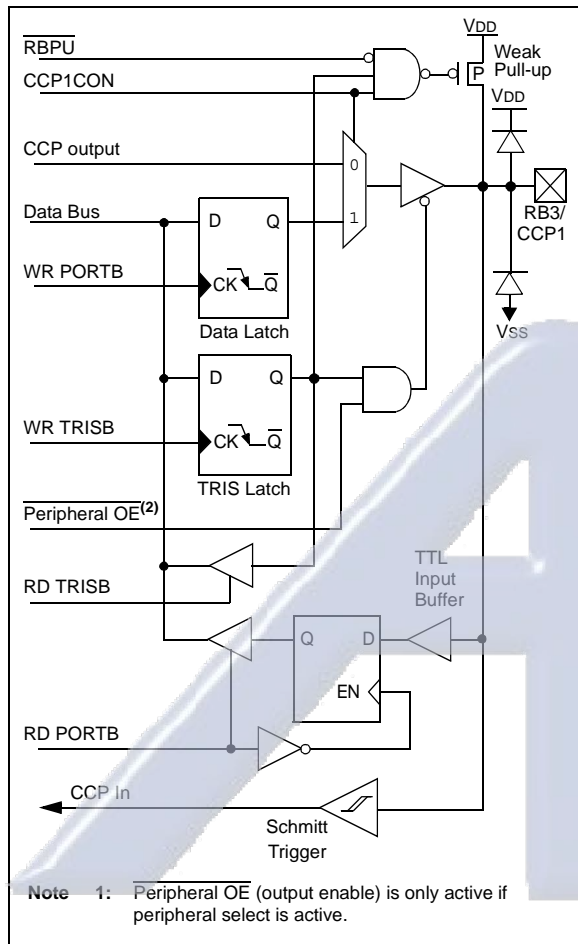 VDD
RBPU
Weak
Pull-up
CCP1CON
P
VDD
CCP output
0
RB3/
CCP1
Data Bus
D Q
1
WR PORTB
CK Q
Data Latch
VSS
D Q
WR TRISB
CK Q
TRIS Latch
Peripheral OE(2)
TTL
Input
Buffer
RD TRISB
Q D
EN
RD PORTB
CCP In
Schmitt
Trigger
Note 1: Peripheral OE (output enable) is only active if
peripheral select is active.